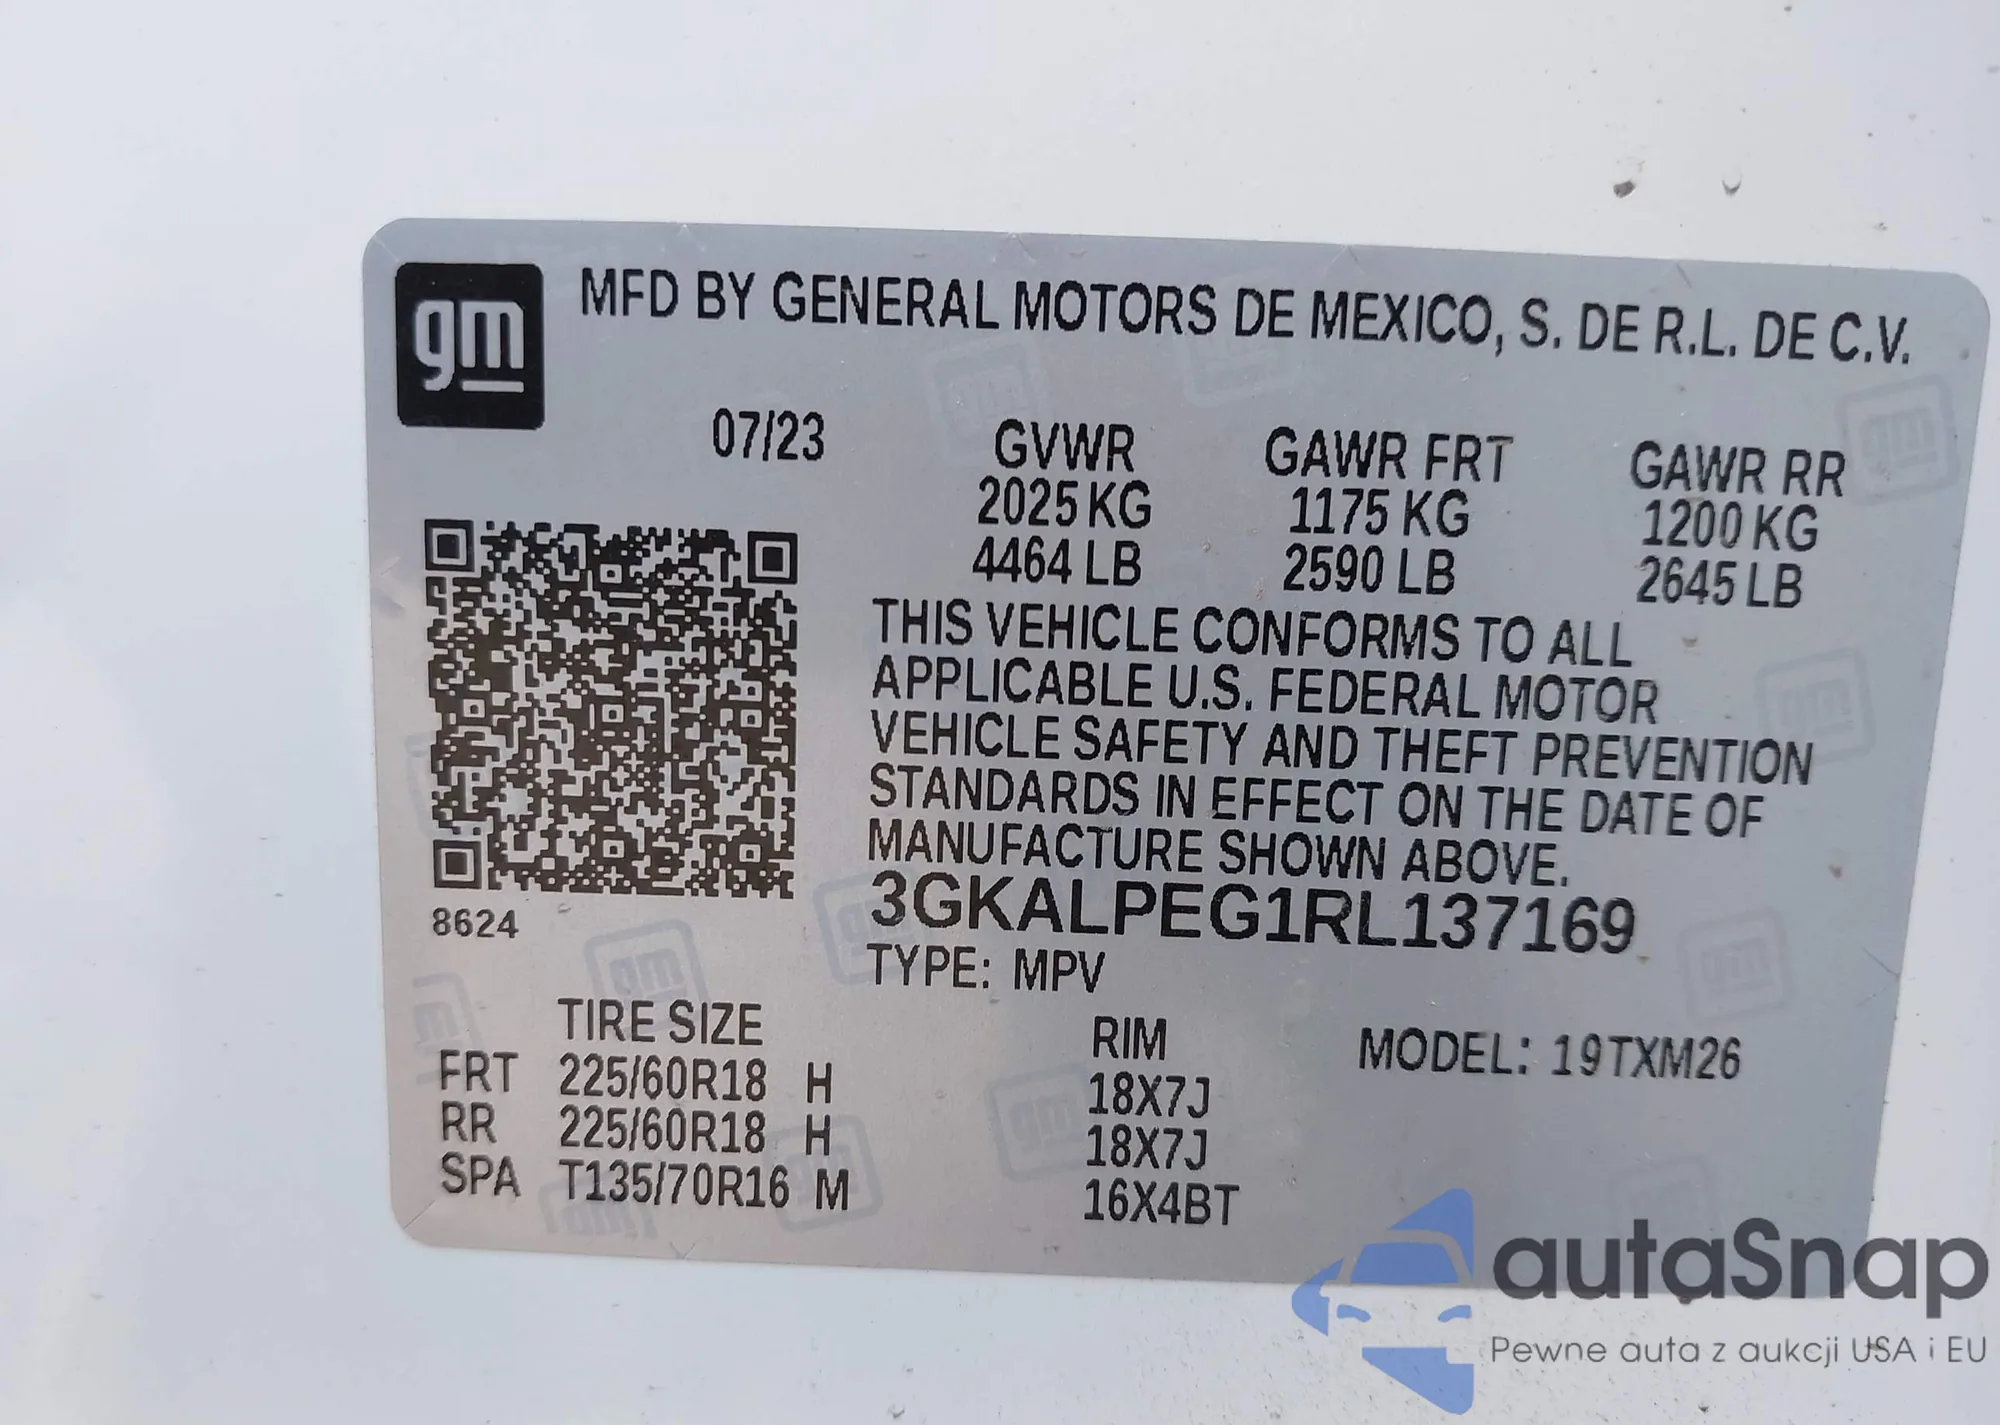 gm
MFD BY GENERAL MOTORS DE MEXICO, S. DE R.L. DE C.V.
07/23 GVWR GAWR FRT GAWR RR
2025 KG 1175 KG 1200 KG
4464 LB 2590 LB 2645 LB
THIS VEHICLE CONFORMS TO ALL
APPLICABLE U.S. FEDERAL MOTOR
VEHICLE SAFETY AND THEFT PREVENTION
STANDARDS IN EFFECT ON THE DATE OF
MANUFACTURE SHOWN ABOVE.
3GKALPEG1RL137169
8624
TYPE: MPV
TIRE SIZE RIM MODEL: 19TXM26
FRT 225/60R18 H 18X7J
RR 225/60R18 H 18X7J
SPA T135/70R16 M 16X4BT
autoSnap
Pewne auta z aukcji USA i EU